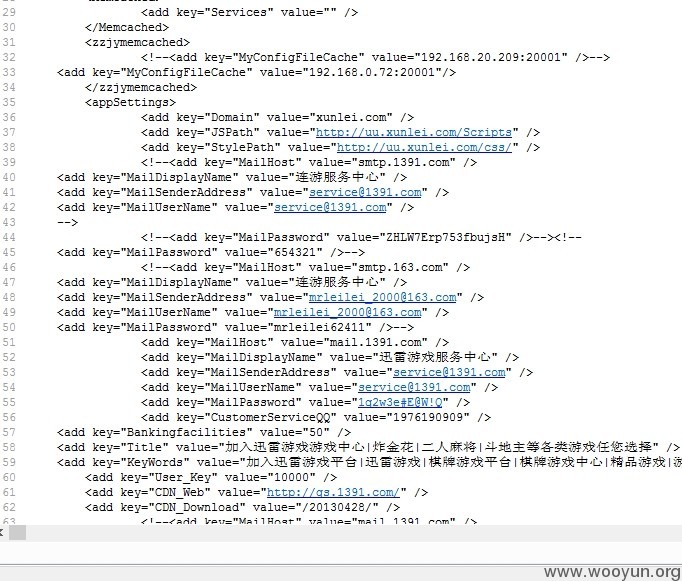 29 <add key="Services" value="" />
30 </Memcached>
31 <zzjymemcached>
32 <!--<add key="MyConfigFileCache" value="192.168.20.209:20001" />-->
33 <add key="MyConfigFileCache" value="192.168.0.72:20001"/>
34 </zzjymemcached>
35 <appSettings>
36 <add key="Domain" value="xunlei.com" />
37 <add key="JSPath" value="http://uu.xunlei.com/Scripts" />
38 <add key="StylePath" value="http://uu.xunlei.com/css/" />
39 <!--<add key="MailHost" value="smtp.1391.com" />
40 <add key="MailDisplayName" value="连游服务中心" />
41 <add key="MailSenderAddress" value="service@1391.com" />
42 <add key="MailUserName" value="service@1391.com" />
43 -->
44 <!--<add key="MailPassword" value="ZHLW7Erp753fbujsH" />--><!--
45 <add key="MailPassword" value="654321" />-->
46 <!--<add key="MailHost" value="smtp.163.com" />
47 <add key="MailDisplayName" value="连游服务中心" />
48 <add key="MailSenderAddress" value="mrleilei_2000@163.com" />
49 <add key="MailUserName" value="mrleilei_2000@163.com" />
50 <add key="MailPassword" value="mrleilei62411" />-->
51 <add key="MailHost" value="mail.1391.com" />
52 <add key="MailDisplayName" value="迅雷游戏服务中心" />
53 <add key="MailSenderAddress" value="service@1391.com" />
54 <add key="MailUserName" value="service@1391.com" />
55 <add key="MailPassword" value="1q2w3e#E@W!Q" />
56 <add key="CustomerServiceQQ" value="1976190909" />
57 <add key="Bankingfacilities" value="50" />
58 <add key="Title" value="加入迅雷游戏游戏中心|炸金花|二人麻将|斗地主等各类游戏任您选择" />
59 <add key="KeyWords" value="加入迅雷游戏平台|迅雷游戏|棋牌游戏平台|棋牌游戏中心|精品游戏|游
60 <add key="User_Key" value="10000" />
61 <add key="CDN_Web" value="http://gs.1391.com/" />
62 <add key="CDN_Download" value="/20130428/" />
63 <!--<add key="MailHost" value="mail.1391.com" />
www.wooyun.org